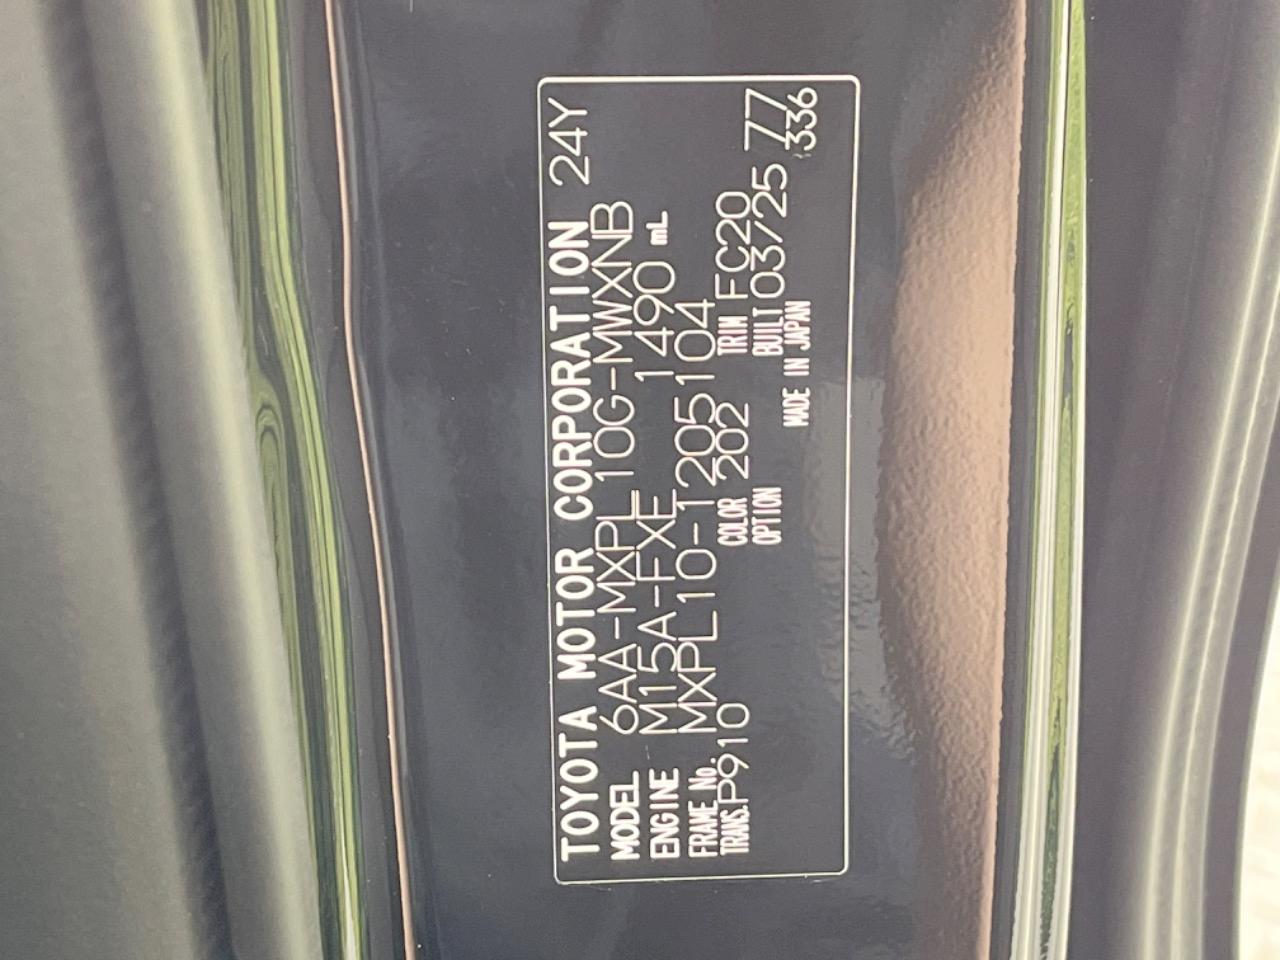 TOYOTA MOTOR CORPORATION 24Y
MODEL 6AA-MXPL10G-MWXNB
ENGINE M15A-FXE 1490 mL
FRAME No. MXPL10-1205104
TRANS. P910 COLOR 202 TRIM FC20
OPTION BUILT 03/25 77
MADE IN JAPAN 336